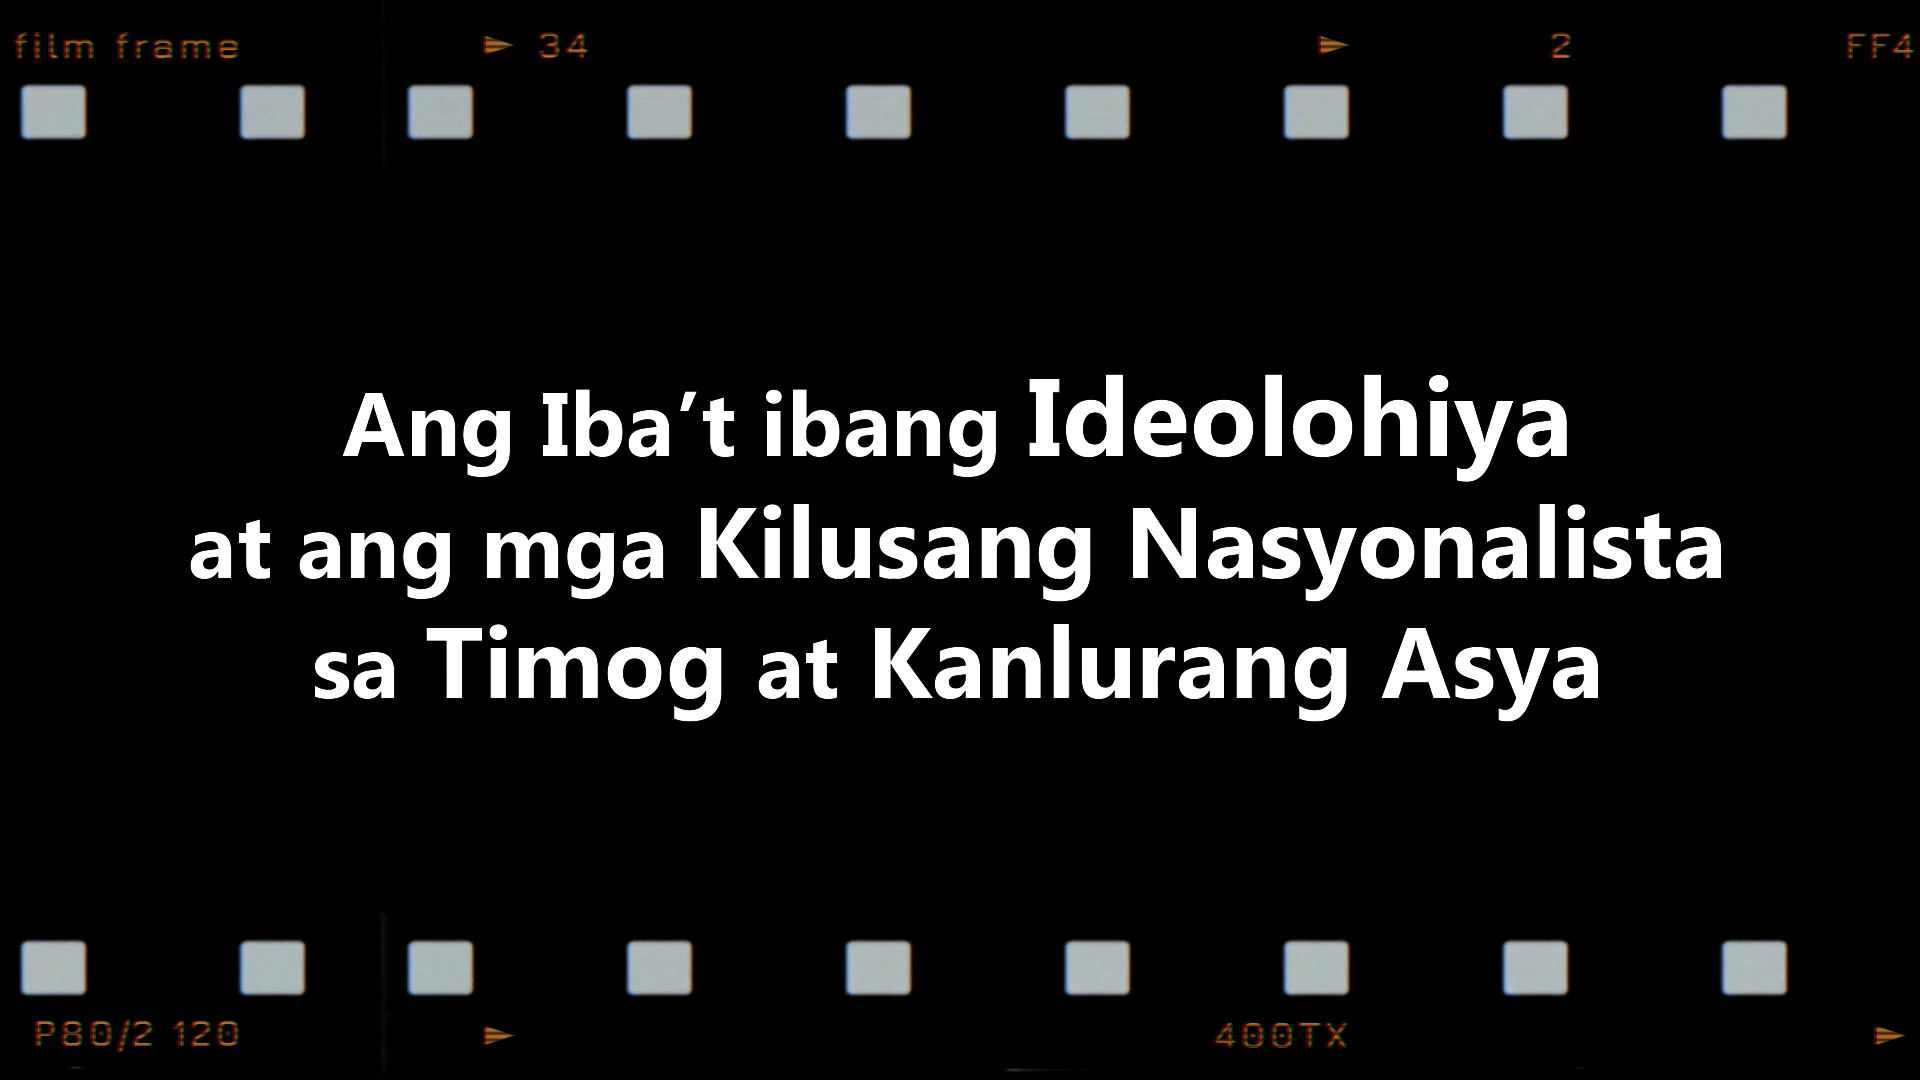 film frame 34 2 FF4
Ang Iba’t ibang Ideolohiya
at ang mga Kilusang Nasyonalista
sa Timog at Kanlurang Asya
P80/2 120 400TX